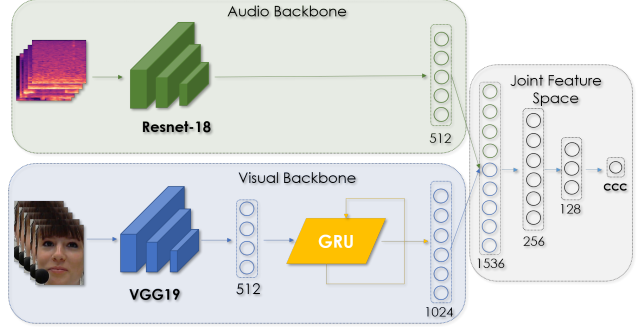 Audio Backbone
Resnet-18
512
Joint Feature
Space
Visual Backbone
VGG19
512
GRU
1024
1536
256
128
ccc